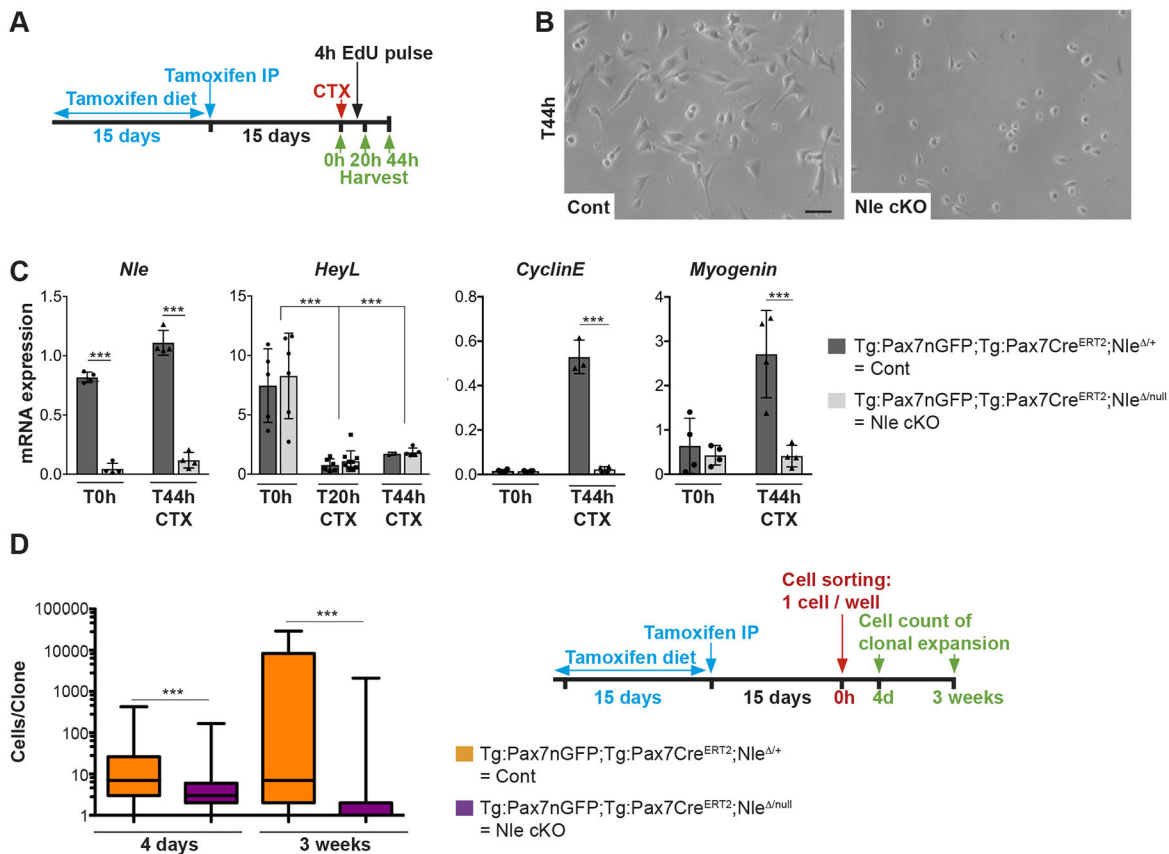 A
4h EdU pulse
Tamoxifen IP
Tamoxifen diet
CTX
15 days
15 days
0h 20h 44h
Harvest
B
T44h
Cont
Nle cKO
C
mRNA expression
Nle
1.5
1.0
0.5
0.0
***
***
T0h
T44h
CTX
HeyL
15
10
5
0
***
***
T0h
T20h
CTX
T44h
CTX
CyclinE
0.8
0.6
0.4
0.2
0.0
***
T0h
T44h
CTX
Myogenin
4
3
2
1
0
***
T0h
T44h
CTX
Tg:Pax7nGFP;Tg:Pax7CreERT2;NleΔ/+
= Cont
Tg:Pax7nGFP;Tg:Pax7CreERT2;NleΔ/null
= Nle cKO
D
Cells/Clone
100000
10000
1000
100
10
1
***
***
4 days
3 weeks
Cell sorting:
1 cell / well
Tamoxifen IP
Cell count of
clonal expansion
Tamoxifen diet
15 days
15 days
0h
4d
3 weeks
Tg:Pax7nGFP;Tg:Pax7CreERT2;NleΔ/+
= Cont
Tg:Pax7nGFP;Tg:Pax7CreERT2;NleΔ/null
= Nle cKO